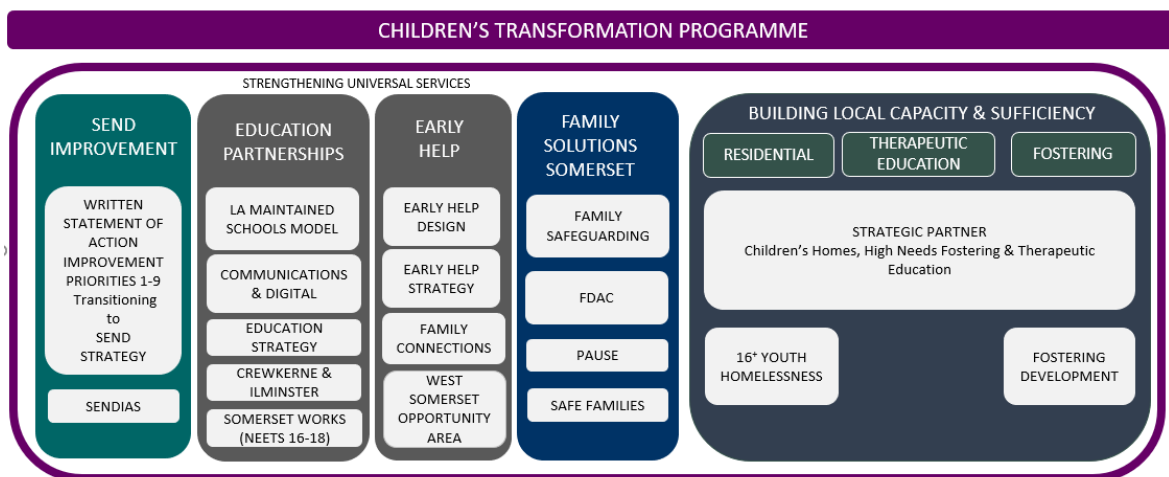 CHILDREN'S TRANSFORMATION PROGRAMME
STRENGTHENING UNIVERSAL SERVICES
SEND
IMPROVEMENT
WRITTEN
STATEMENT OF
ACTION
IMPROVEMENT
PRIORITIES 1-9
Transitioning
to
SEND
STRATEGY
SENDIAS
EDUCATION
PARTNERSHIPS
LA MAINTAINED
SCHOOLS MODEL
COMMUNICATIONS
& DIGITAL
EDUCATION
STRATEGY
CREWKERNE &
ILMINSTER
SOMERSET WORKS
(NEETS 16-18)
EARLY
HELP
EARLY HELP
DESIGN
EARLY HELP
STRATEGY
FAMILY
CONNECTIONS
WEST
SOMERSET
OPPORTUNITY
AREA
FAMILY
SOLUTIONS
SOMERSET
FAMILY
SAFEGUARDING
FDAC
PAUSE
SAFE FAMILIES
BUILDING LOCAL CAPACITY & SUFFICIENCY
RESIDENTIAL
THERAPEUTIC
EDUCATION
FOSTERING
STRATEGIC PARTNER
Children's Homes, High Needs Fostering & Therapeutic
Education
16⁺ YOUTH
HOMELESSNESS
FOSTERING
DEVELOPMENT